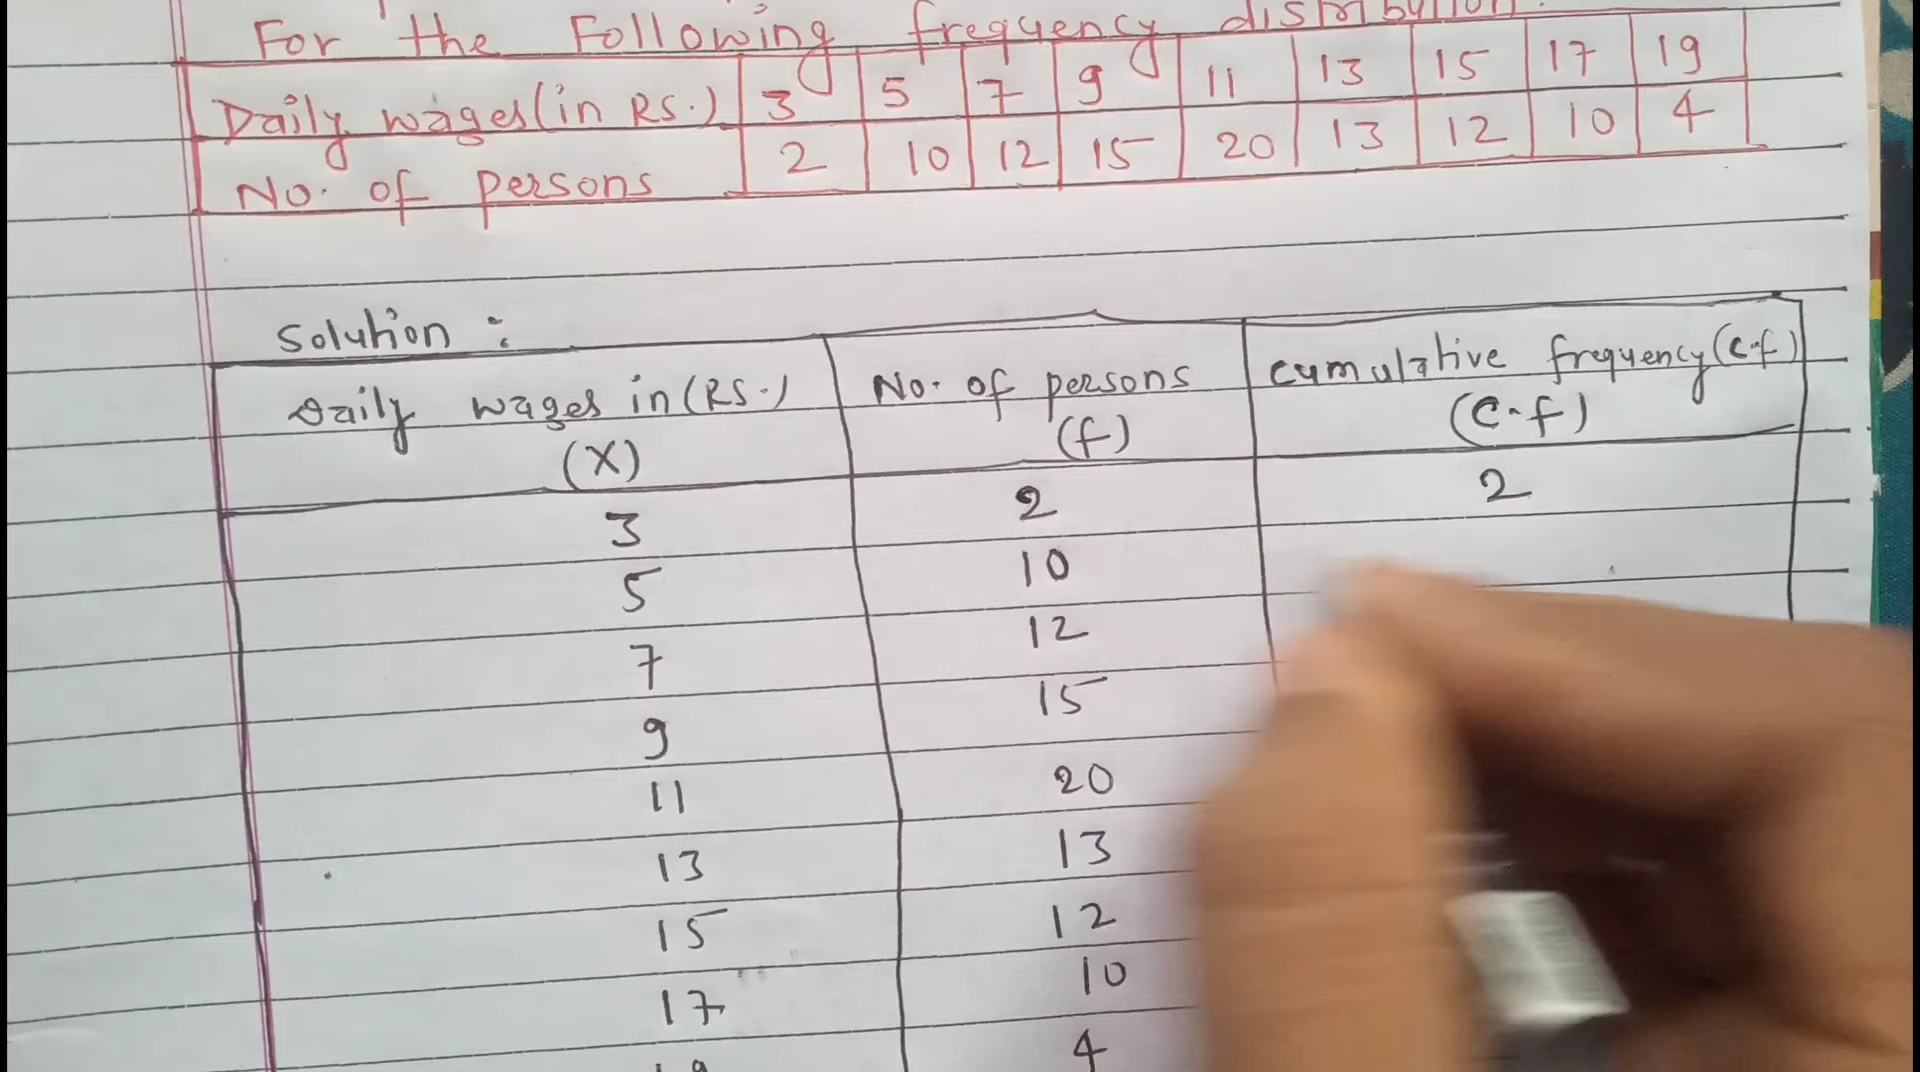 For the Following frequency distribution.
Daily wages (in RS.) 3 5 7 9 11 13 15 17 19
No. of persons 2 10 12 15 20 13 12 10 4
Solution :
Daily wages in (RS.) No. of persons cumulative frequency (c.f)
(X) (f) (c.f)
3 2 2
5 10
7 12
9 15
11 20
13 13
15 12
17 10
19 4